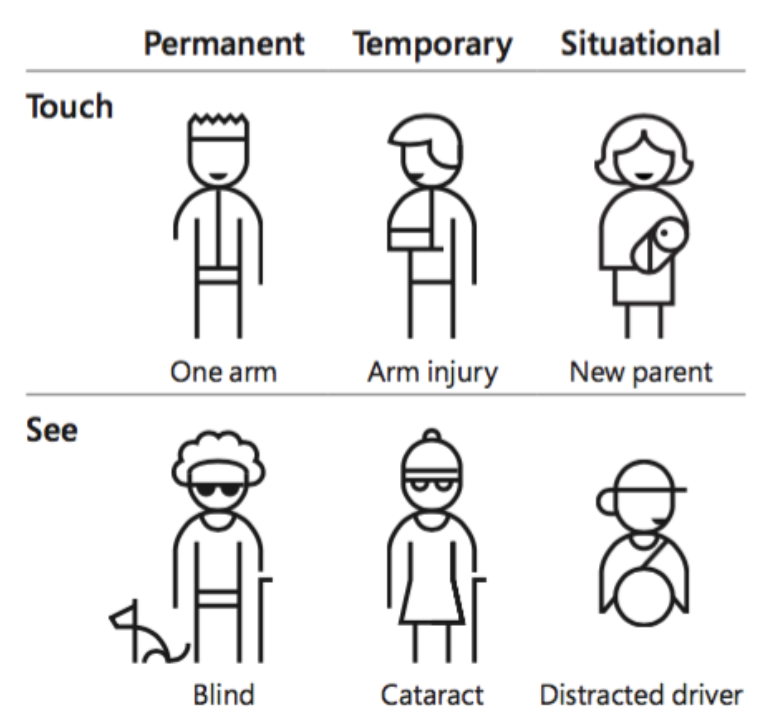 Permanent Temporary Situational
Touch
One arm Arm injury New parent
See
Blind Cataract Distracted driver